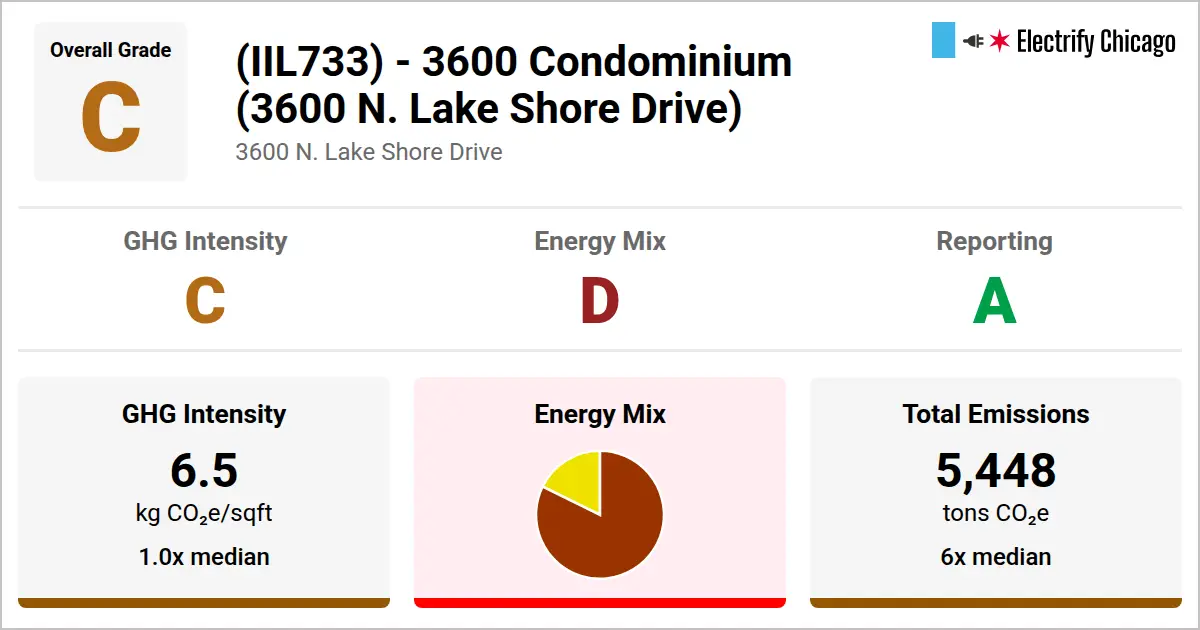 Overall Grade
C
(IIL733) - 3600 Condominium
(3600 N. Lake Shore Drive)
3600 N. Lake Shore Drive
Electrify Chicago
GHG Intensity
C
Energy Mix
D
Reporting
A
GHG Intensity
6.5
kg CO₂e/sqft
1.0x median
Energy Mix
Total Emissions
5,448
tons CO₂e
6x median